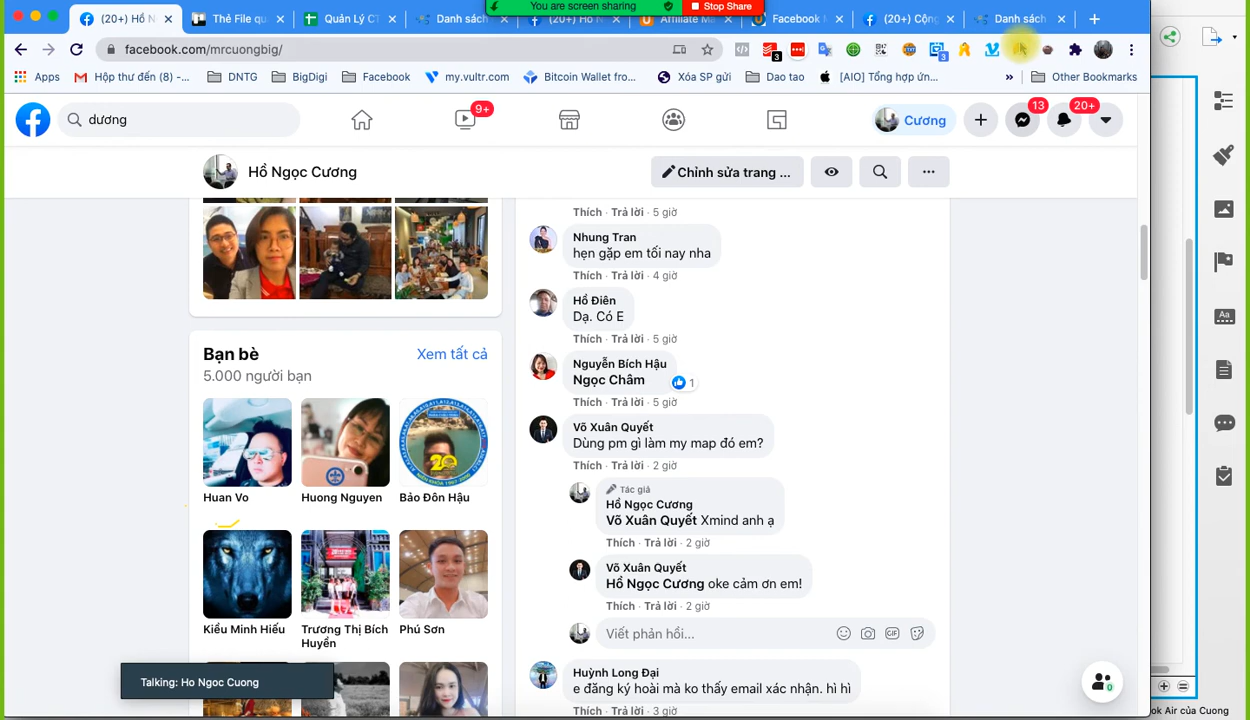 You are screen sharing
Stop Share
(20+) Hồ N
Thẻ File qu
Quản Lý CT
Danh sách
(20+) Hồ N
Affiliate Ma
Facebook M
(20+) Cộng
Danh sách
facebook.com/mrcuongbig/
3
3
Apps
Hộp thư đến (8) -...
DNTG
BigDigi
Facebook
my.vultr.com
Bitcoin Wallet fro...
Xóa SP gửi
Dao tao
[AIO] Tổng hợp ứn...
»
Other Bookmarks
dương
9+
Cương
13
20+
Hồ Ngọc Cương
Chỉnh sửa trang ...
Thích · Trả lời · 5 giờ
Nhung Tran
hẹn gặp em tối nay nha
Thích · Trả lời · 4 giờ
Hồ Điên
Dạ. Có E
Thích · Trả lời · 5 giờ
Nguyễn Bích Hậu
Ngọc Châm
1
Thích · Trả lời · 5 giờ
Võ Xuân Quyết
Dùng pm gì làm my map đó em?
Thích · Trả lời · 2 giờ
Tác giả
Hồ Ngọc Cương
Võ Xuân Quyết Xmind anh ạ
Thích · Trả lời · 2 giờ
Võ Xuân Quyết
Hồ Ngọc Cương oke cảm ơn em!
Thích · Trả lời · 2 giờ
Viết phản hồi...
GIF
Huỳnh Long Đại
e đăng ký hoài mà ko thấy email xác nhận. hì hì
Thích · Trả lời · 3 giờ
Bạn bè
Xem tất cả
5.000 người bạn
20
Huan Vo
Huong Nguyen
Bảo Đôn Hậu
Kiều Minh Hiếu
Trương Thị Bích
Huyền
Phú Sơn
Talking: Ho Ngoc Cuong
0
Aa
ok Air của Cuong